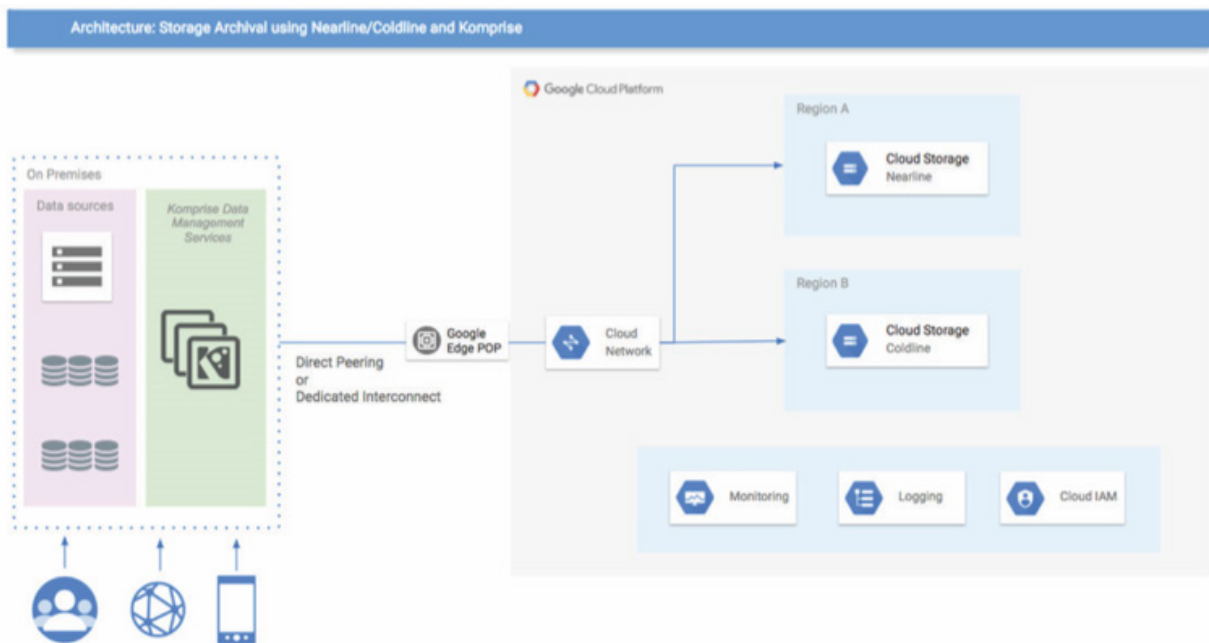 Architecture: Storage Archival using Nearline/Coldline and Komprise
Google Cloud Platform
Region A
Cloud Storage
Nearline
On Premises
Data sources
Komprise Data
Management
Services
Region B
Cloud Storage
Coldline
Google
Edge POP
Cloud
Network
Direct Peering
or
Dedicated Interconnect
Monitoring
Logging
Cloud IAM